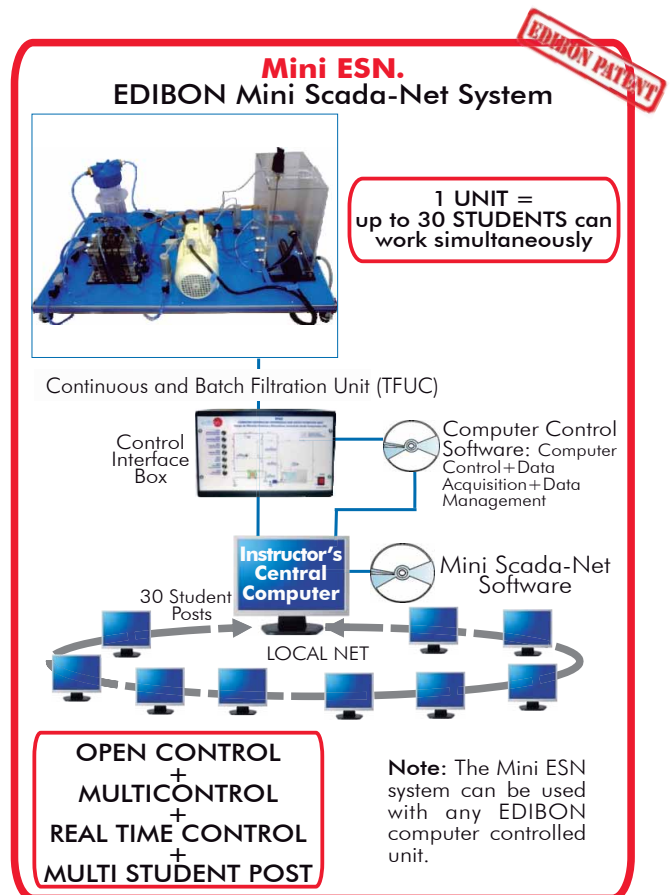 EDIBON PATENT
Mini ESN.
EDIBON Mini Scada-Net System
1 UNIT =
up to 30 STUDENTS can
work simultaneously
Continuous and Batch Filtration Unit (TFUC)
Control
Interface
Box
Computer Control
Software: Computer
Control+Data
Acquisition+Data
Management
Instructor's
Central
Computer
Mini Scada-Net
Software
30 Student
Posts
LOCAL NET
OPEN CONTROL
+
MULTICONTROL
+
REAL TIME CONTROL
+
MULTI STUDENT POST
Note: The Mini ESN
system can be used
with any EDIBON
computer controlled
unit.